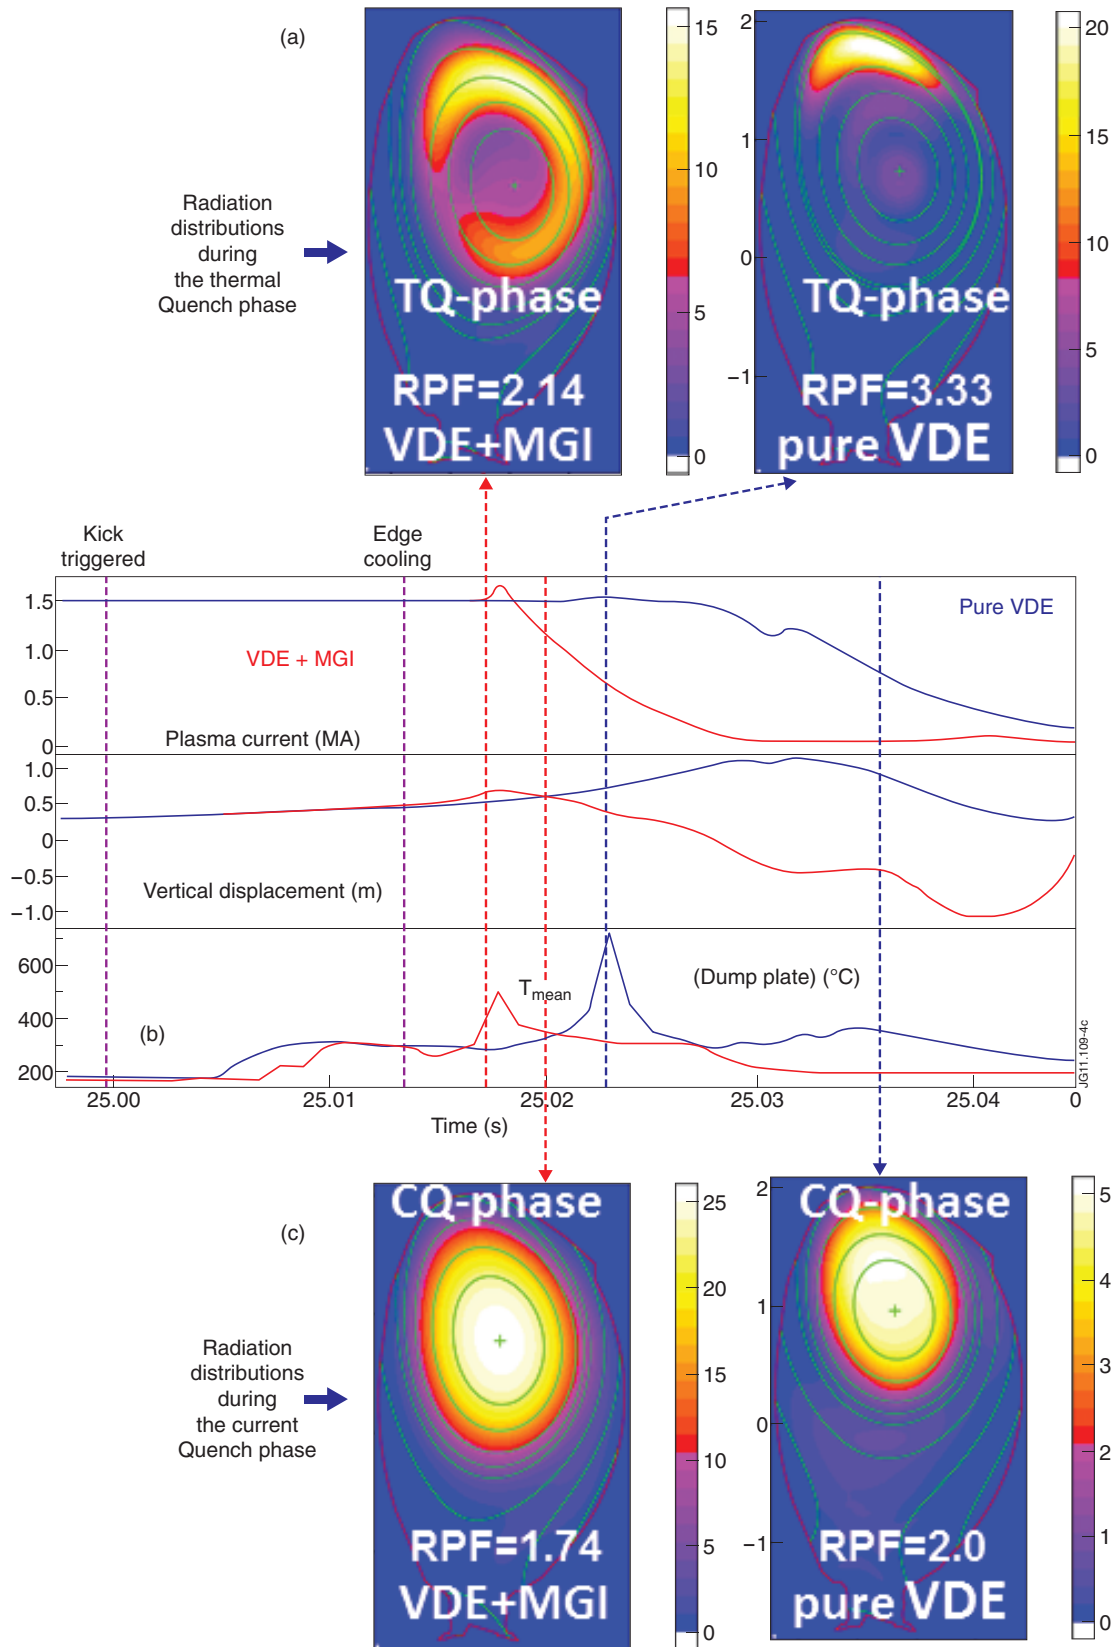 (a)
15
10
5
0
2
1
0
−1
20
15
10
5
0
Radiation
distributions
during
the thermal
Quench phase
TQ-phase
RPF=2.14
VDE+MGI
TQ-phase
RPF=3.33
pure VDE
Kick
triggered
Edge
cooling
1.5
1.0
0.5
0
Pure VDE
VDE + MGI
Plasma current (MA)
1.0
0.5
0
−0.5
−1.0
Vertical displacement (m)
600
400
200
Tmean
(Dump plate) (°C)
(b)
JG11.109-4c
25.00
25.01
25.02
25.03
25.04
0
Time (s)
(c)
CQ-phase
RPF=1.74
VDE+MGI
25
20
15
10
5
0
2
1
0
−1
CQ-phase
RPF=2.0
pure VDE
5
4
3
2
1
0
Radiation
distributions
during
the current
Quench phase